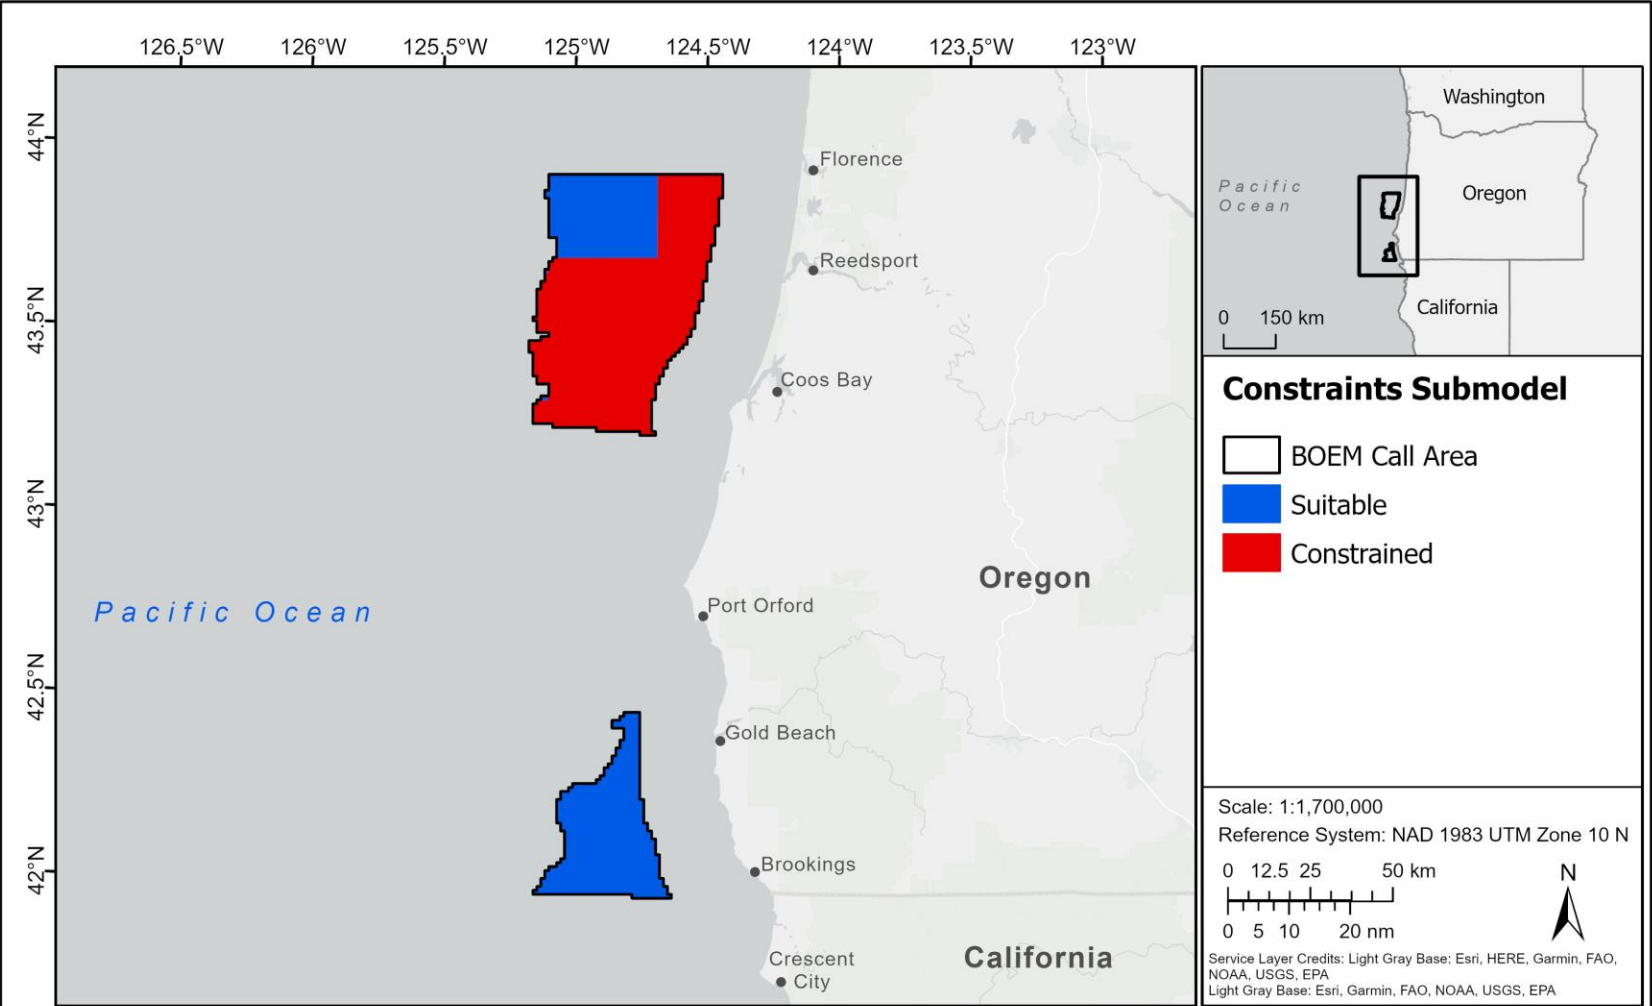 126.5°W 126°W 125.5°W 125°W 124.5°W 124°W 123.5°W 123°W
44°N
43.5°N
43°N
42.5°N
42°N
Florence
Reedsport
Coos Bay
Oregon
Pacific Ocean
Port Orford
Gold Beach
Brookings
California
Crescent
City
Washington
Pacific
Ocean
Oregon
California
0 150 km
Constraints Submodel
BOEM Call Area
Suitable
Constrained
Scale: 1:1,700,000
Reference System: NAD 1983 UTM Zone 10 N
0 12.5 25 50 km
0 5 10 20 nm
N
Service Layer Credits: Light Gray Base: Esri, HERE, Garmin, FAO,
NOAA, USGS, EPA
Light Gray Base: Esri, Garmin, FAO, NOAA, USGS, EPA